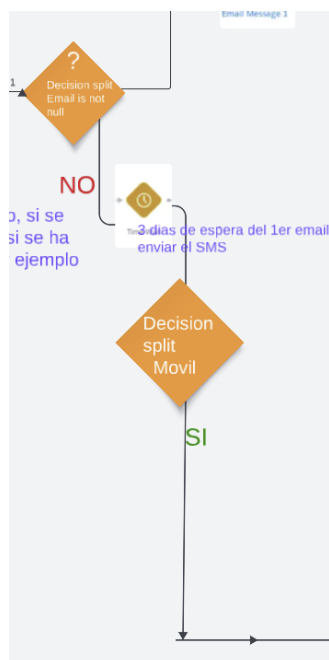 Email Message 1
?
Decision split
Email is not
null
1
NO
o, si se
si se ha
ejemplo
3 dias de espera del 1er email
enviar el SMS
Decision
split
Movil
SI